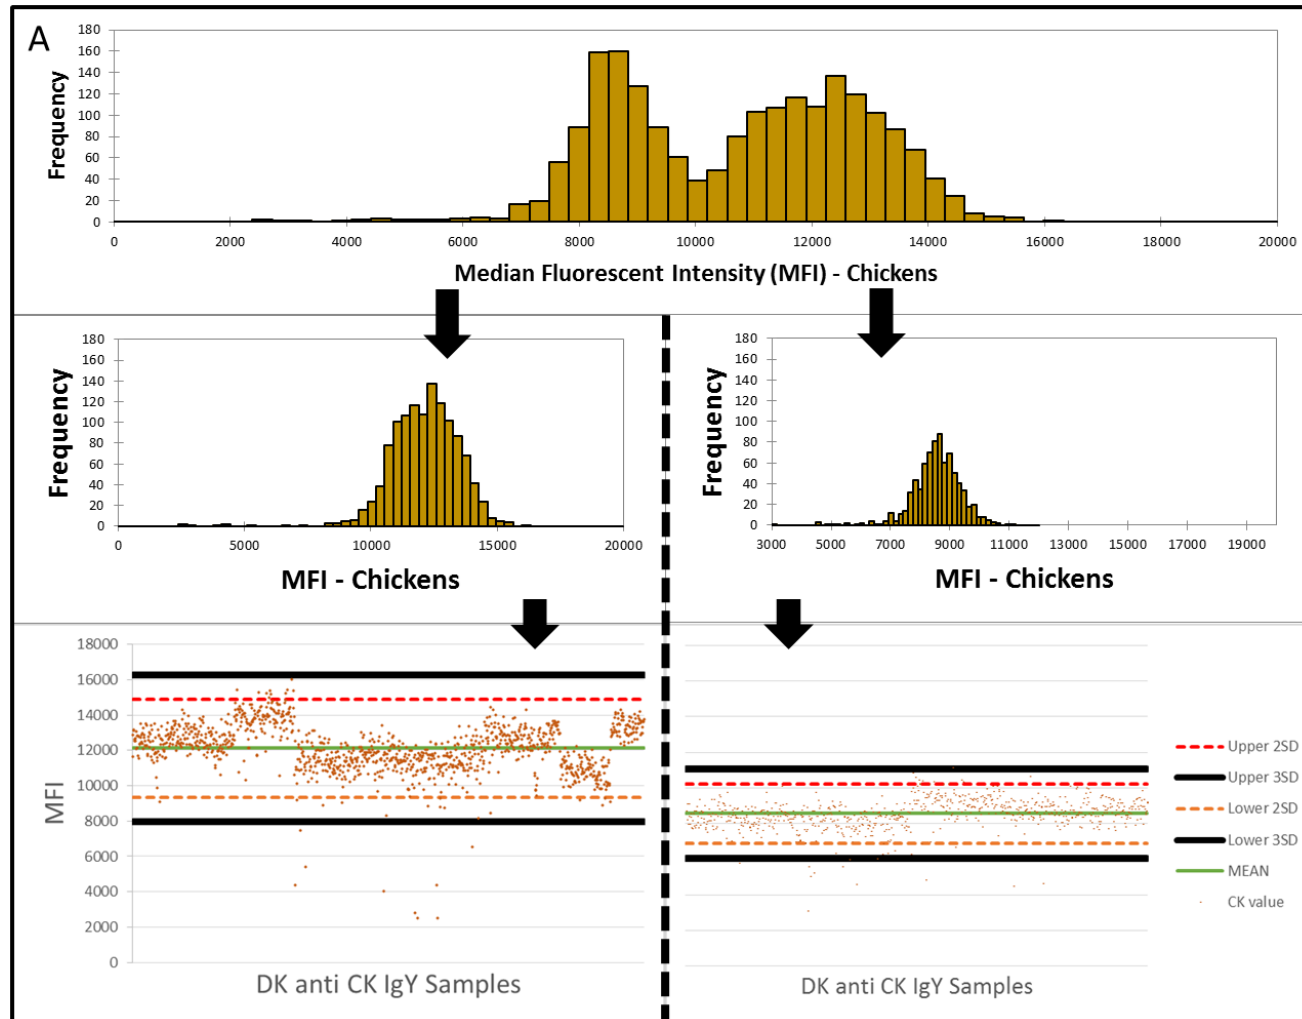 A
Frequency
180
160
140
120
100
80
60
40
20
0
0 2000 4000 6000 8000 10000 12000 14000 16000 18000 20000
Median Fluorescent Intensity (MFI) - Chickens
Frequency
180
160
140
120
100
80
60
40
20
0
0 5000 10000 15000 20000
MFI - Chickens
Frequency
180
160
140
120
100
80
60
40
20
0
3000 5000 7000 9000 11000 13000 15000 17000 19000
MFI - Chickens
MFI
18000
16000
14000
12000
10000
8000
6000
4000
2000
0
DK anti CK IgY Samples
DK anti CK IgY Samples
Upper 2SD
Upper 3SD
Lower 2SD
Lower 3SD
MEAN
CK value